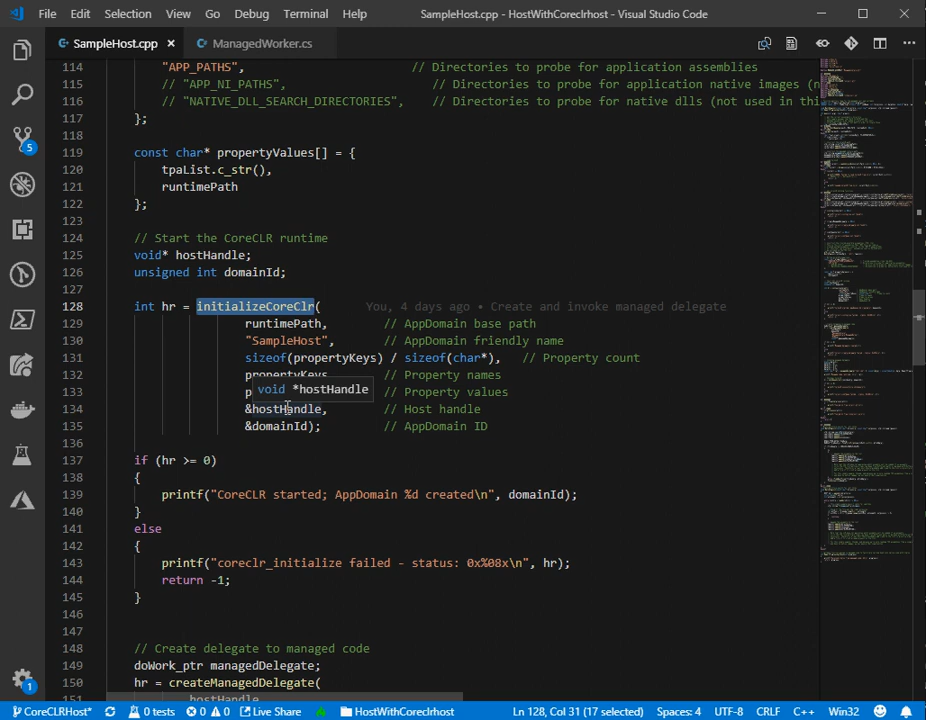 File Edit Selection View Go Debug Terminal Help SampleHost.cpp - HostWithCoreclrhost - Visual Studio Code
SampleHost.cpp ManagedWorker.cs
114 "APP_PATHS", // Directories to probe for application assemblies
115 // "APP_NI_PATHS", // Directories to probe for application native images (n
116 // "NATIVE_DLL_SEARCH_DIRECTORIES", // Directories to probe for native dlls (not used in thi
117 };
118
119 const char* propertyValues[] = {
120 tpaList.c_str(),
121 runtimePath
122 };
123
124 // Start the CoreCLR runtime
125 void* hostHandle;
126 unsigned int domainId;
127
128 int hr = initializeCoreClr( You, 4 days ago • Create and invoke managed delegate
129 runtimePath, // AppDomain base path
130 "SampleHost", // AppDomain friendly name
131 sizeof(propertyKeys) / sizeof(char*), // Property count
132 propertyKeys // Property names
133 p // Property values
void *hostHandle
134 &hostHandle, // Host handle
135 &domainId); // AppDomain ID
136
137 if (hr >= 0)
138 {
139 printf("CoreCLR started; AppDomain %d created\n", domainId);
140 }
141 else
142 {
143 printf("coreclr_initialize failed - status: 0x%08x\n", hr);
144 return -1;
145 }
146
147
148 // Create delegate to managed code
149 doWork_ptr managedDelegate;
150 hr = createManagedDelegate(
151 hostHandle
5
1
CoreCLRHost* 0 tests 0 0 Live Share HostWithCoreclrhost Ln 128, Col 31 (17 selected) Spaces: 4 UTF-8 CRLF C++ Win32